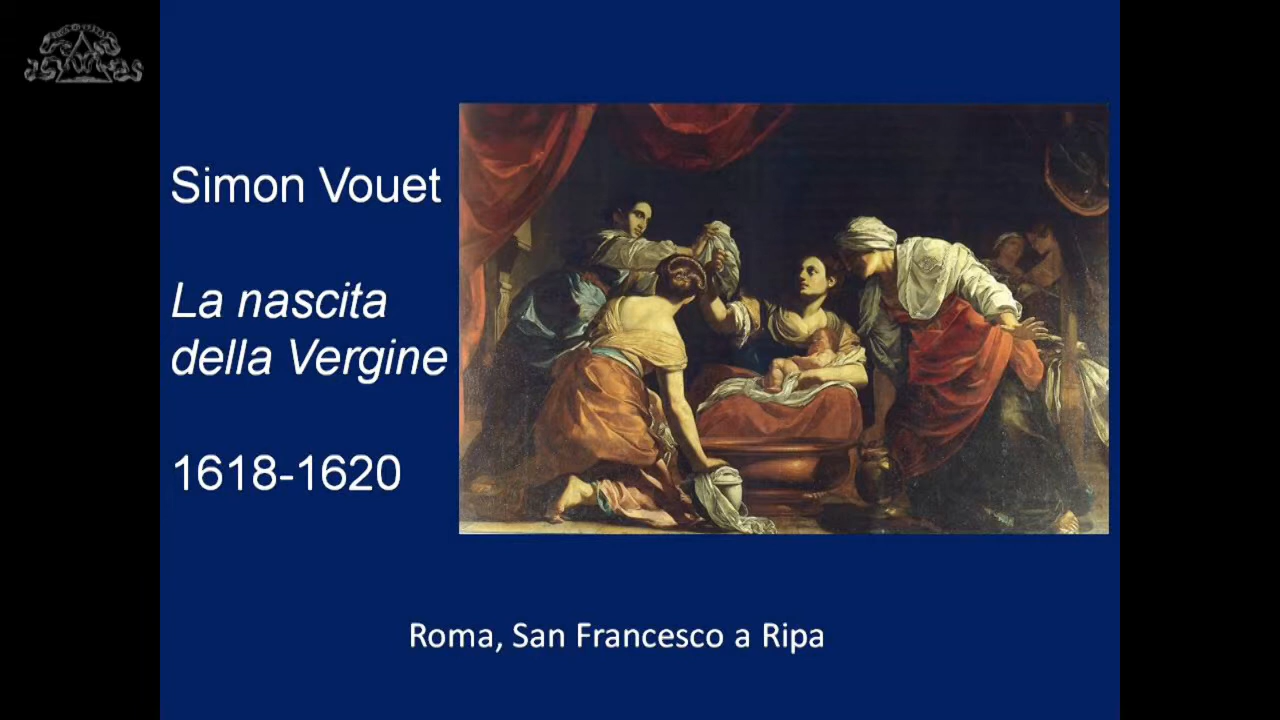 Simon Vouet
La nascita
della Vergine
1618-1620
Roma, San Francesco a Ripa